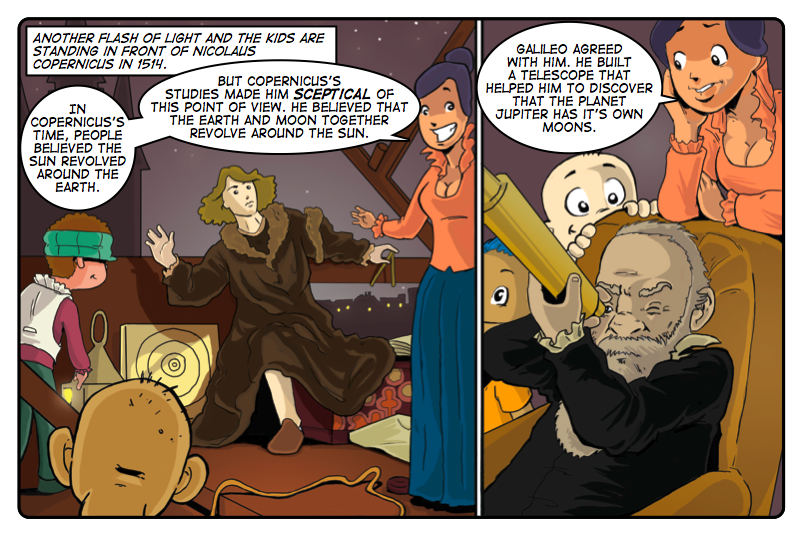 ANOTHER FLASH OF LIGHT AND THE KIDS ARE
STANDING IN FRONT OF NICOLAUS
COPERNICUS IN 1514.
IN
COPERNICUS'S
TIME, PEOPLE
BELIEVED THE
SUN REVOLVED
AROUND THE
EARTH.
BUT COPERNICUS'S
STUDIES MADE HIM SCEPTICAL OF
THIS POINT OF VIEW. HE BELIEVED THAT
THE EARTH AND MOON TOGETHER
REVOLVE AROUND THE SUN.
GALILEO AGREED
WITH HIM. HE BUILT
A TELESCOPE THAT
HELPED HIM TO DISCOVER
THAT THE PLANET
JUPITER HAS IT'S OWN
MOONS.